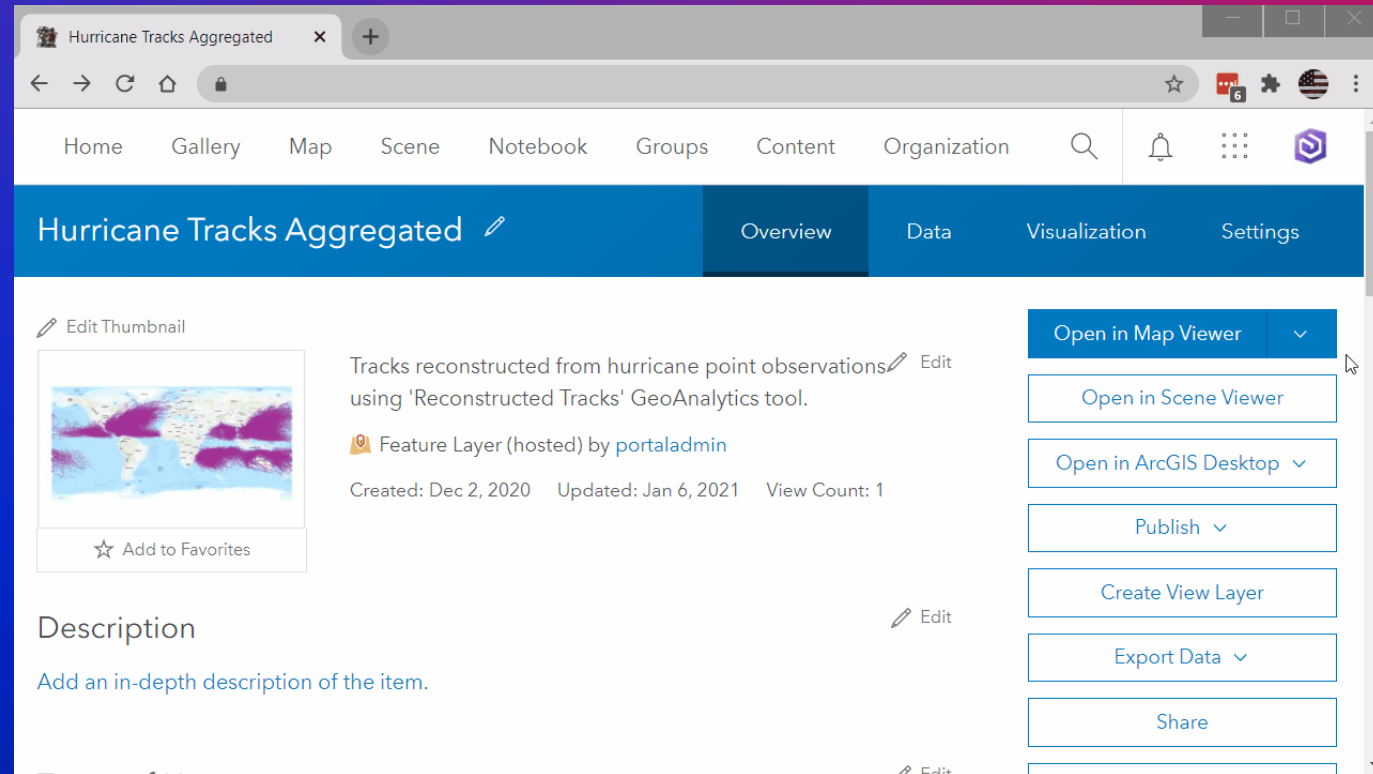 Hurricane Tracks Aggregated
6
Home Gallery Map Scene Notebook Groups Content Organization
Hurricane Tracks Aggregated Overview Data Visualization Settings
Edit Thumbnail
Tracks reconstructed from hurricane point observations
using 'Reconstructed Tracks' GeoAnalytics tool.
Edit
Feature Layer (hosted) by portaladmin
Created: Dec 2, 2020 Updated: Jan 6, 2021 View Count: 1
Add to Favorites
Description
Edit
Add an in-depth description of the item.
Edit
Open in Map Viewer
Open in Scene Viewer
Open in ArcGIS Desktop
Publish
Create View Layer
Export Data
Share